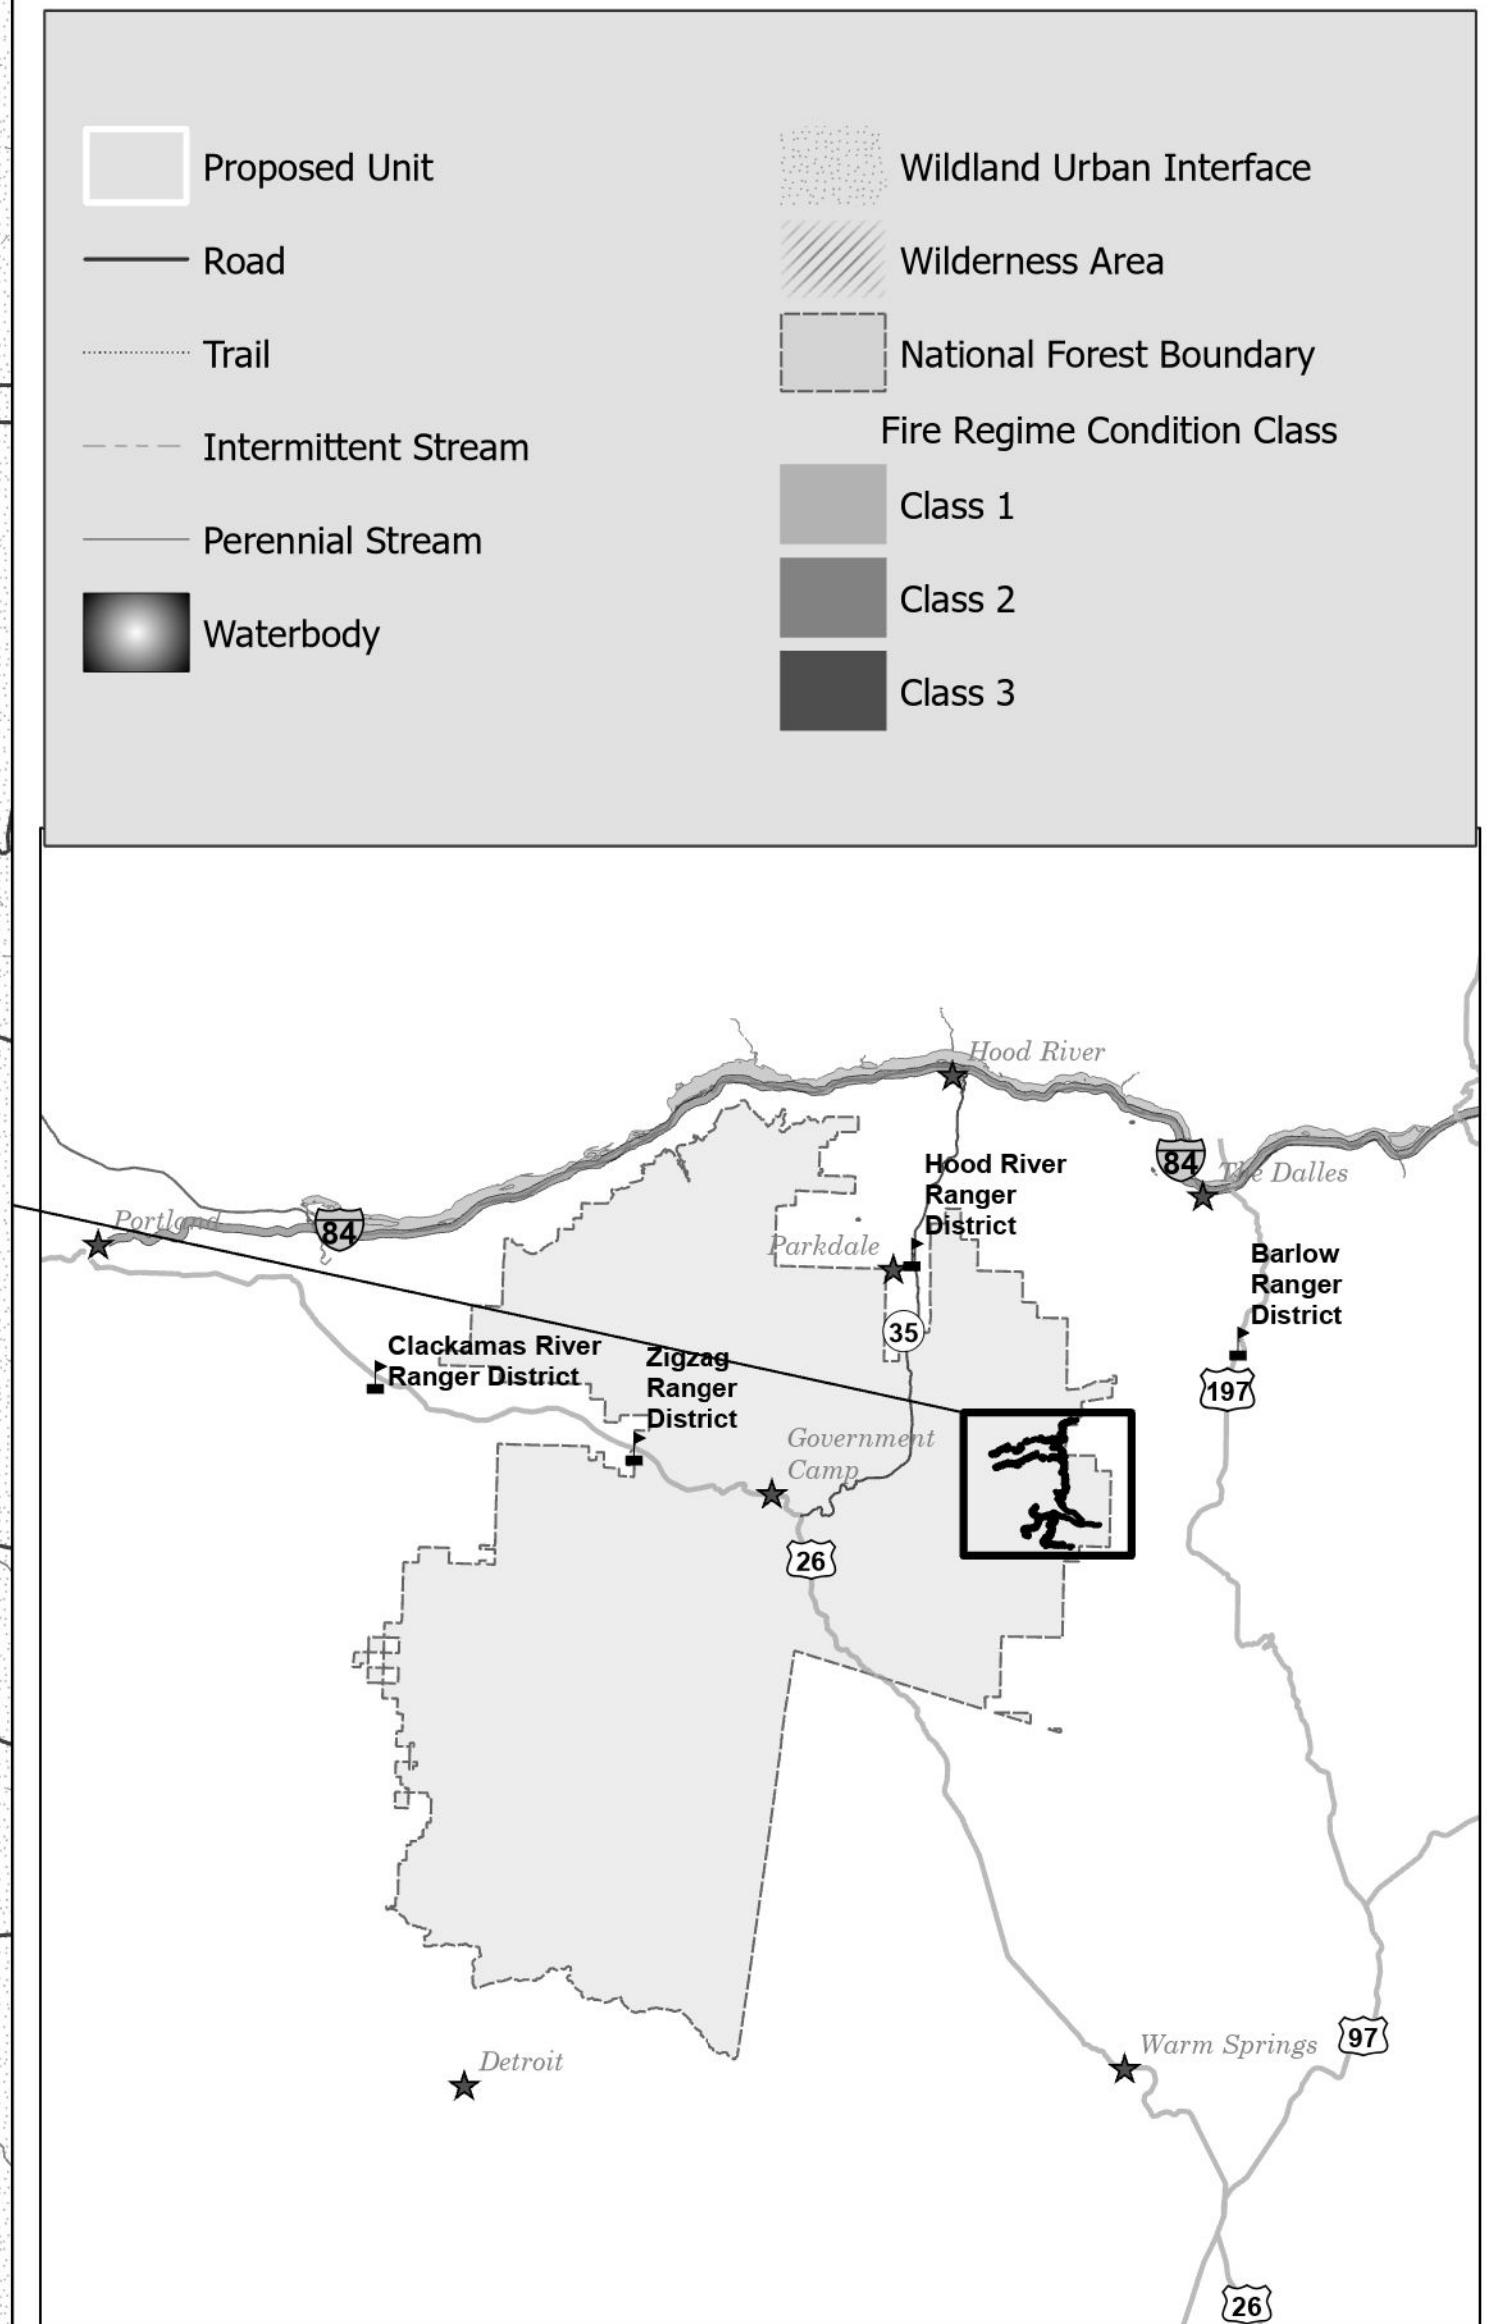 Proposed Unit
Road
Trail
Intermittent Stream
Perennial Stream
Waterbody
Wildland Urban Interface
Wilderness Area
National Forest Boundary
Fire Regime Condition Class
Class 1
Class 2
Class 3
Hood River
84
The Dalles
Hood River
Ranger
District
Portland
84
Parkdale
Barlow
Ranger
District
35
Clackamas River
Ranger District
Zigzag
Ranger
District
197
Government
Camp
26
Warm Springs
97
Detroit
26